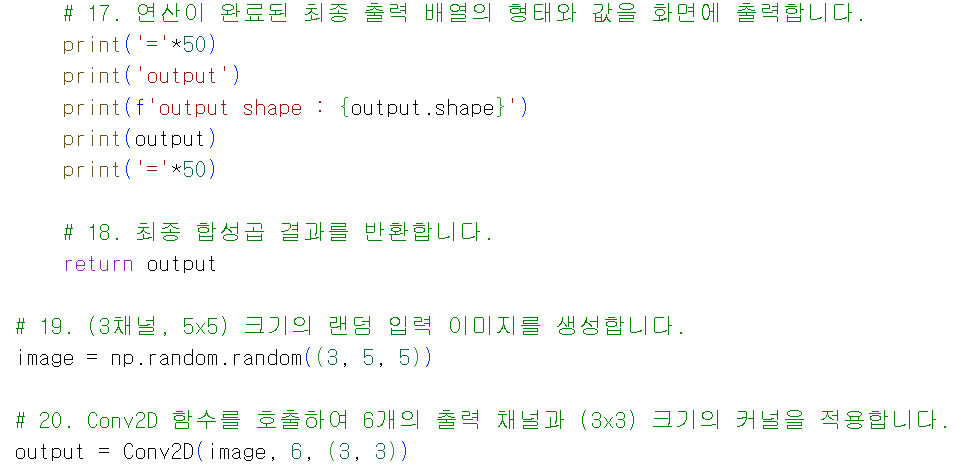 # 17. 연산이 완료된 최종 출력 배열의 형태와 값을 화면에 출력합니다.
print('='*50)
print('output')
print(f'output shape : {output.shape}')
print(output)
print('='*50)
# 18. 최종 합성곱 결과를 반환합니다.
return output
# 19. (3채널, 5x5) 크기의 랜덤 입력 이미지를 생성합니다.
image = np.random.random((3, 5, 5))
# 20. Conv2D 함수를 호출하여 6개의 출력 채널과 (3x3) 크기의 커널을 적용합니다.
output = Conv2D(image, 6, (3, 3))